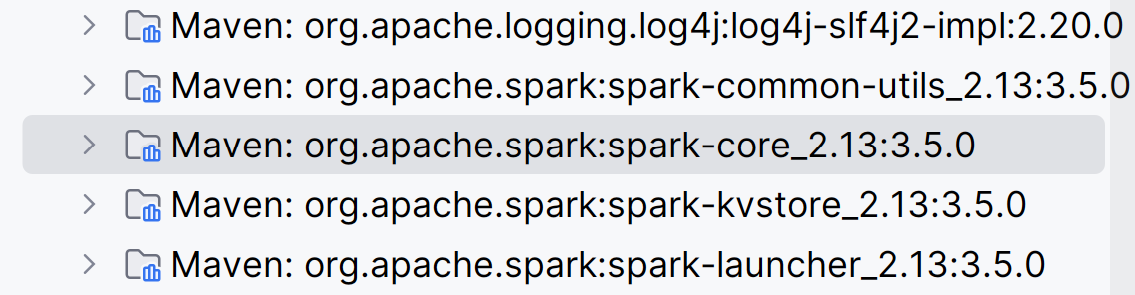 Maven: org.apache.logging.log4j:log4j-slf4j2-impl:2.20.0
Maven: org.apache.spark:spark-common-utils_2.13:3.5.0
Maven: org.apache.spark:spark-core_2.13:3.5.0
Maven: org.apache.spark:spark-kvstore_2.13:3.5.0
Maven: org.apache.spark:spark-launcher_2.13:3.5.0